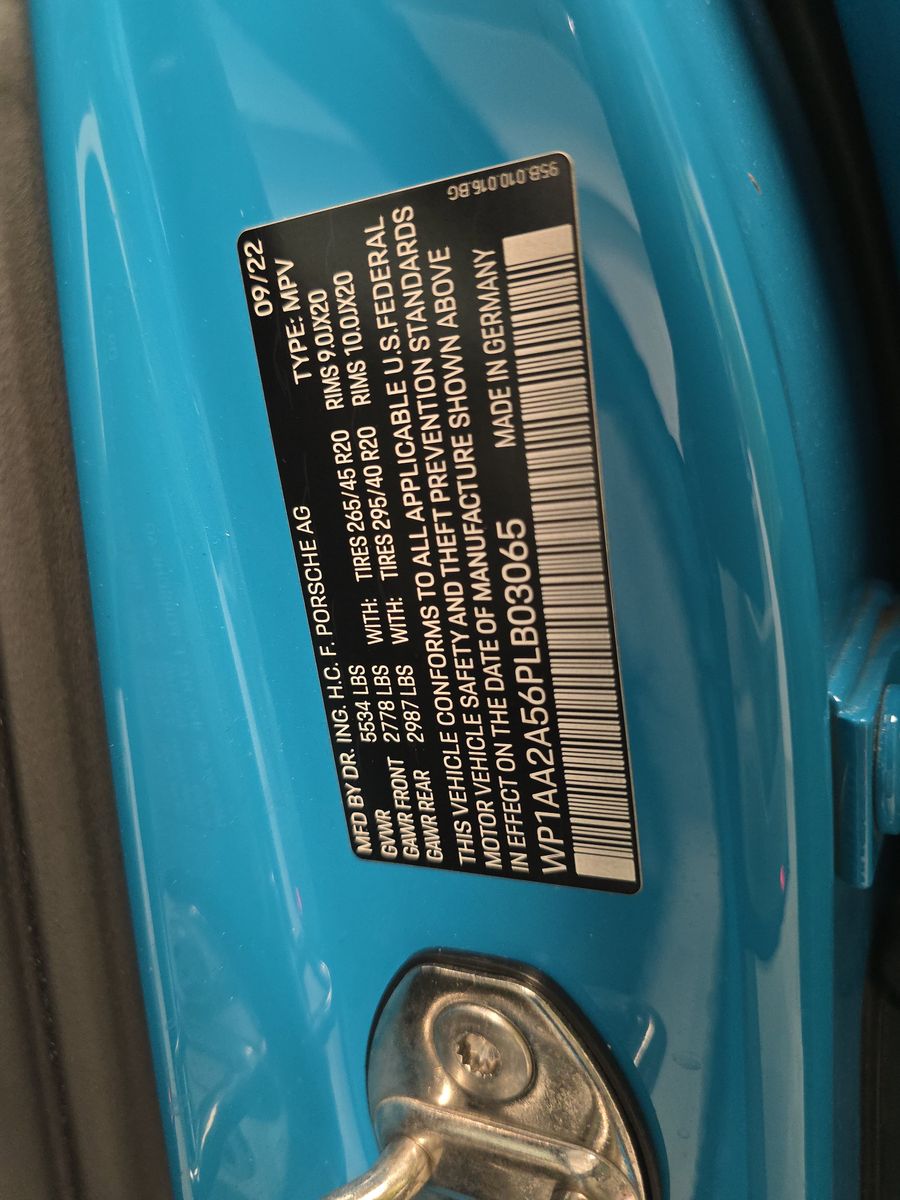 09/22
MFD BY DR. ING. H.C. F. PORSCHE AG TYPE: MPV
GVWR 5534 LBS WITH: TIRES 265/45 R20 RIMS 9.0JX20
GAWR FRONT 2778 LBS WITH: TIRES 295/40 R20 RIMS 10.0JX20
GAWR REAR 2987 LBS
THIS VEHICLE CONFORMS TO ALL APPLICABLE U.S.FEDERAL
MOTOR VEHICLE SAFETY AND THEFT PREVENTION STANDARDS
IN EFFECT ON THE DATE OF MANUFACTURE SHOWN ABOVE
WP1AA2A56PLB03065 MADE IN GERMANY
95B.010.016.BG